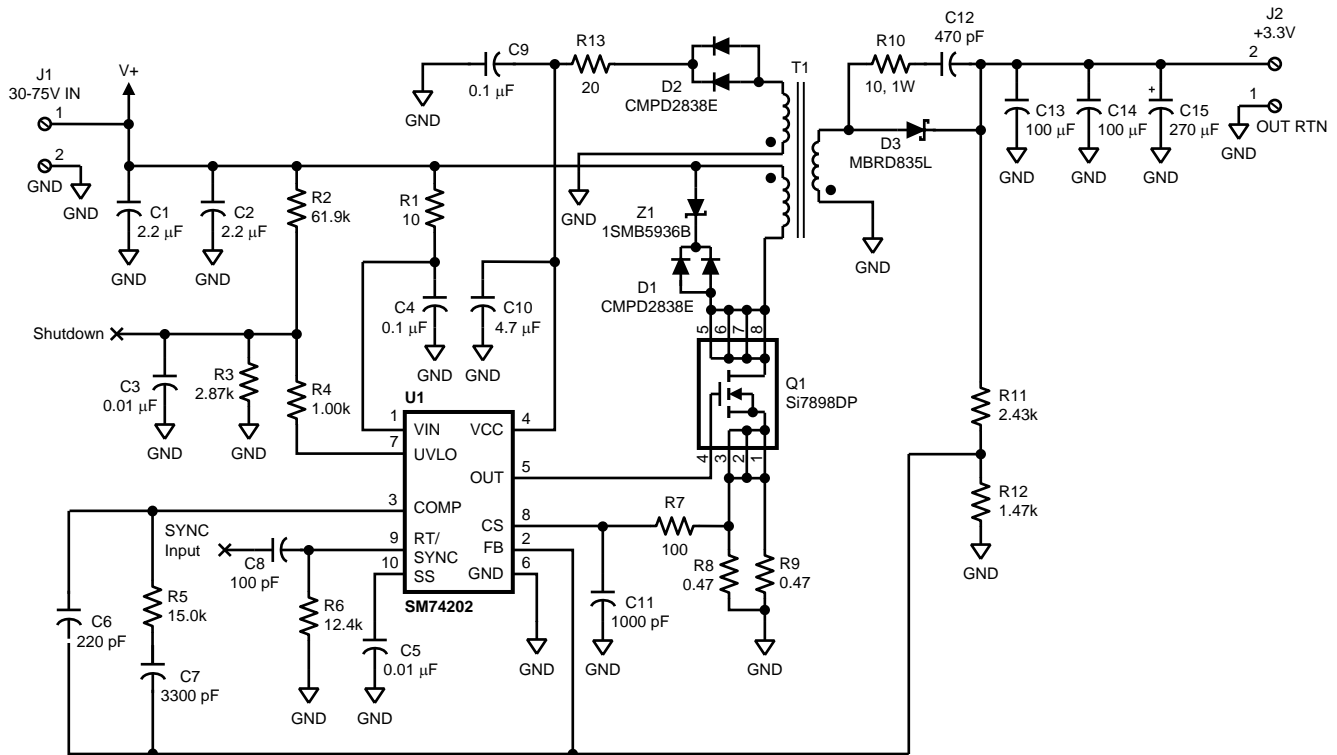 J1
30-75V IN
1
2
GND
GND
V+
C1
2.2 μF
GND
C2
2.2 μF
GND
R2
61.9k
C9
0.1 μF
GND
R13
20
D2
CMPD2838E
T1
GND
R10
10, 1W
C12
470 pF
D3
MBRD835L
GND
J2
+3.3V
2
1
GND
OUT RTN
C13
100 μF
GND
C14
100 μF
GND
+
C15
270 μF
GND
R1
10
C4
0.1 μF
GND
C10
4.7 μF
GND
Z1
1SMB5936B
D1
CMPD2838E
5
6
7
8
Q1
Si7898DP
4
3
2
1
Shutdown
C3
0.01 μF
GND
R3
2.87k
GND
R4
1.00k
U1
1
VIN
7
UVLO
3
COMP
9
RT/
SYNC
10
SS
VCC
4
OUT
5
CS
8
FB
2
GND
6
SM74202
GND
SYNC
Input
C8
100 pF
R6
12.4k
GND
C5
0.01 μF
GND
C6
220 pF
R5
15.0k
C7
3300 pF
R7
100
C11
1000 pF
GND
R8
0.47
R9
0.47
GND
R11
2.43k
R12
1.47k
GND